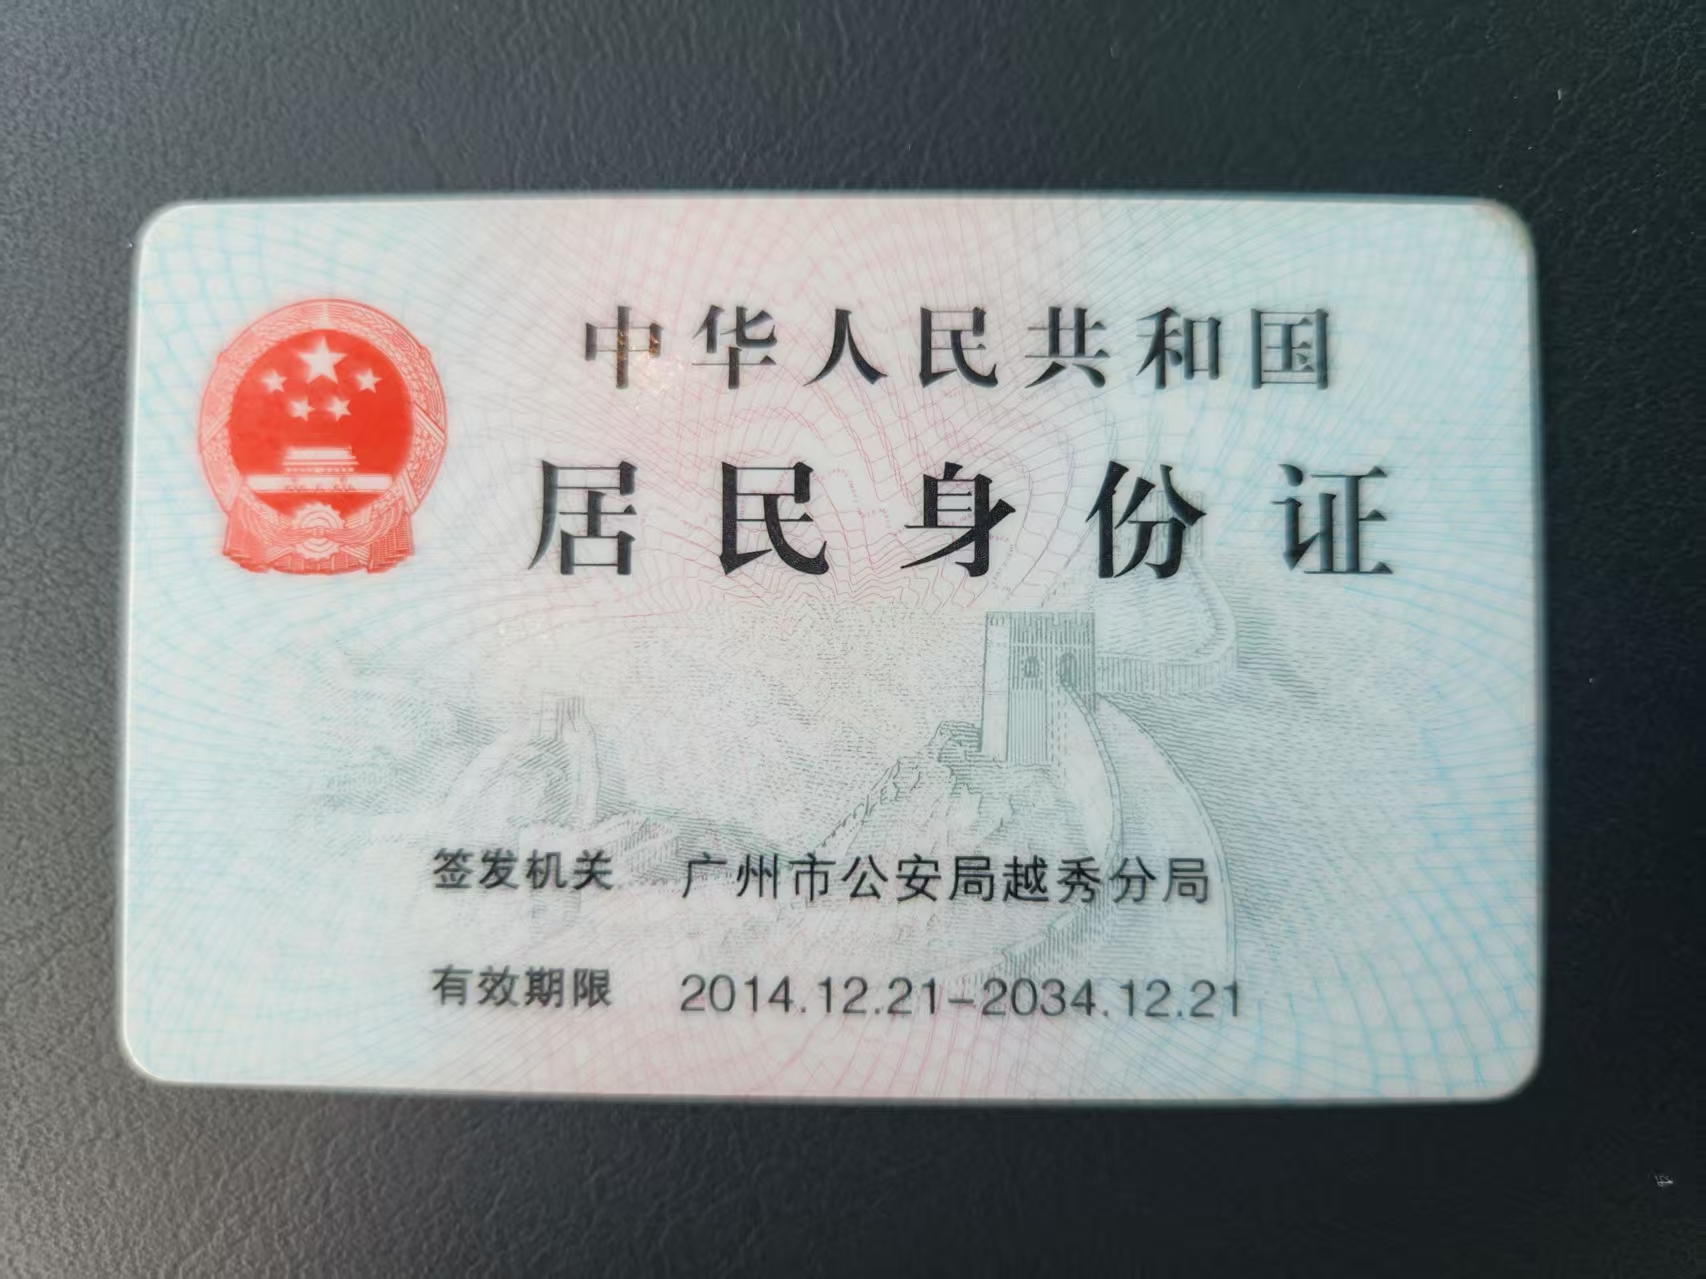 中华人民共和国
居民身份证
签发机关 广州市公安局越秀分局
有效期限 2014.12.21-2034.12.21